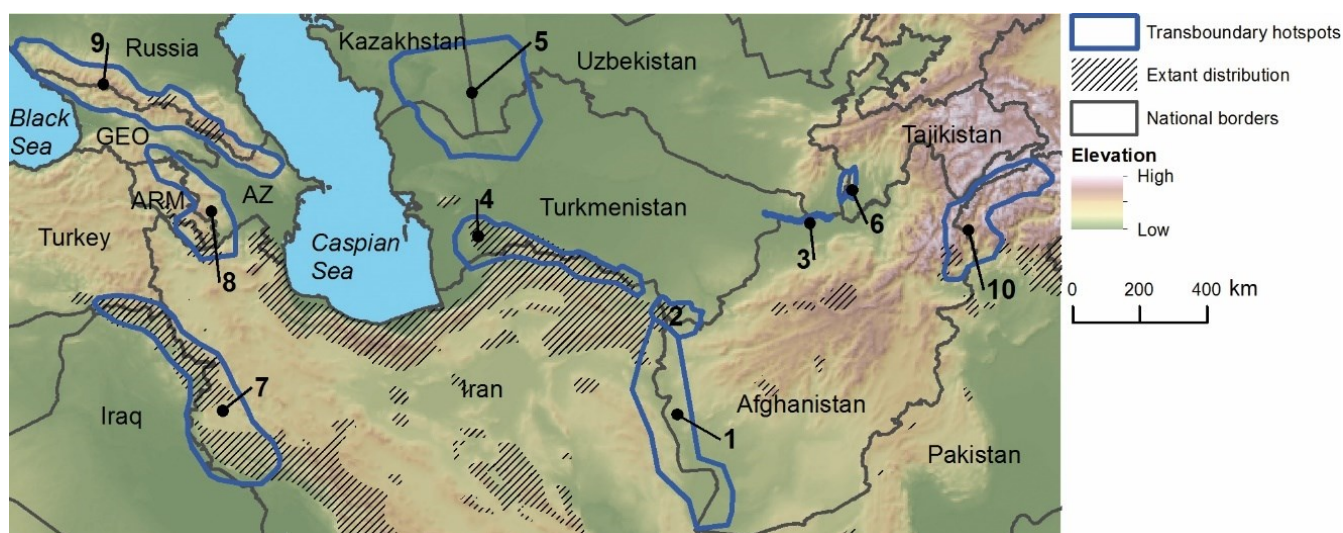 9
Russia
Kazakhstan
5
Uzbekistan
Black
Sea
GEO
Tajikistan
ARM
AZ
4
Turkmenistan
6
Turkey
Caspian
Sea
3
8
10
2
7
Iran
Iraq
Afghanistan
1
Pakistan
Transboundary hotspots
Extant distribution
National borders
Elevation
High
Low
0 200 400 km